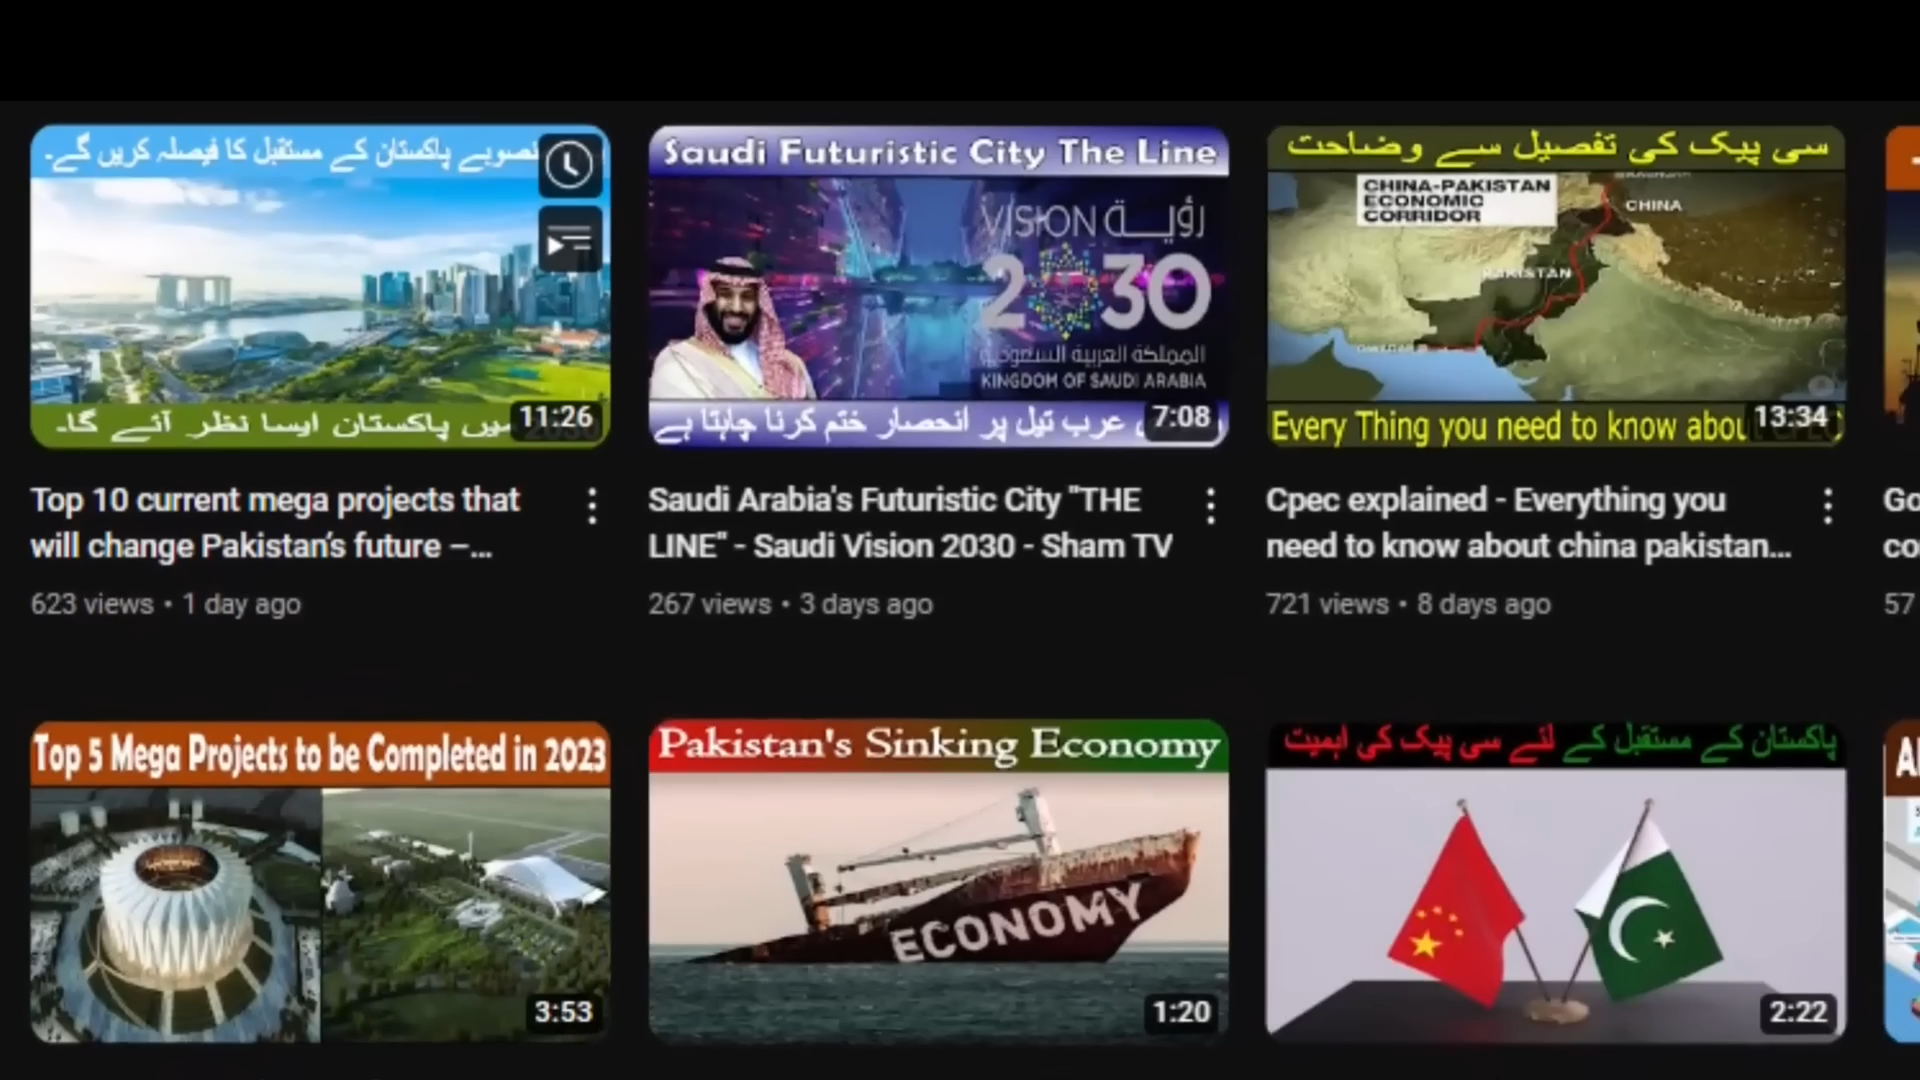 نصوبے پاکستان کے مستقبل کا فیصلہ کریں گے۔
میں پاکستان ایسا نظر آئے گا۔
11:26
Top 10 current mega projects that
will change Pakistan's future –...
623 views • 1 day ago
Saudi Futuristic City The Line
VISION رؤيـــة
2030
المملكة العربية السعودية
KINGDOM OF SAUDI ARABIA
عرب تیل پر انحصار ختم کرنا چاہتا ہے
7:08
Saudi Arabia's Futuristic City "THE
LINE" - Saudi Vision 2030 - Sham TV
267 views • 3 days ago
سی پیک کی تفصیل سے وضاحت
CHINA-PAKISTAN
ECONOMIC
CORRIDOR
CHINA
PAKISTAN
Every Thing you need to know about
13:34
Cpec explained - Everything you
need to know about china pakistan...
721 views • 8 days ago
Go
co
57
Top 5 Mega Projects to be Completed in 2023
3:53
Pakistan's Sinking Economy
ECONOMY
1:20
پاکستان کے مستقبل کے لئے سی پیک کی اہمیت
2:22